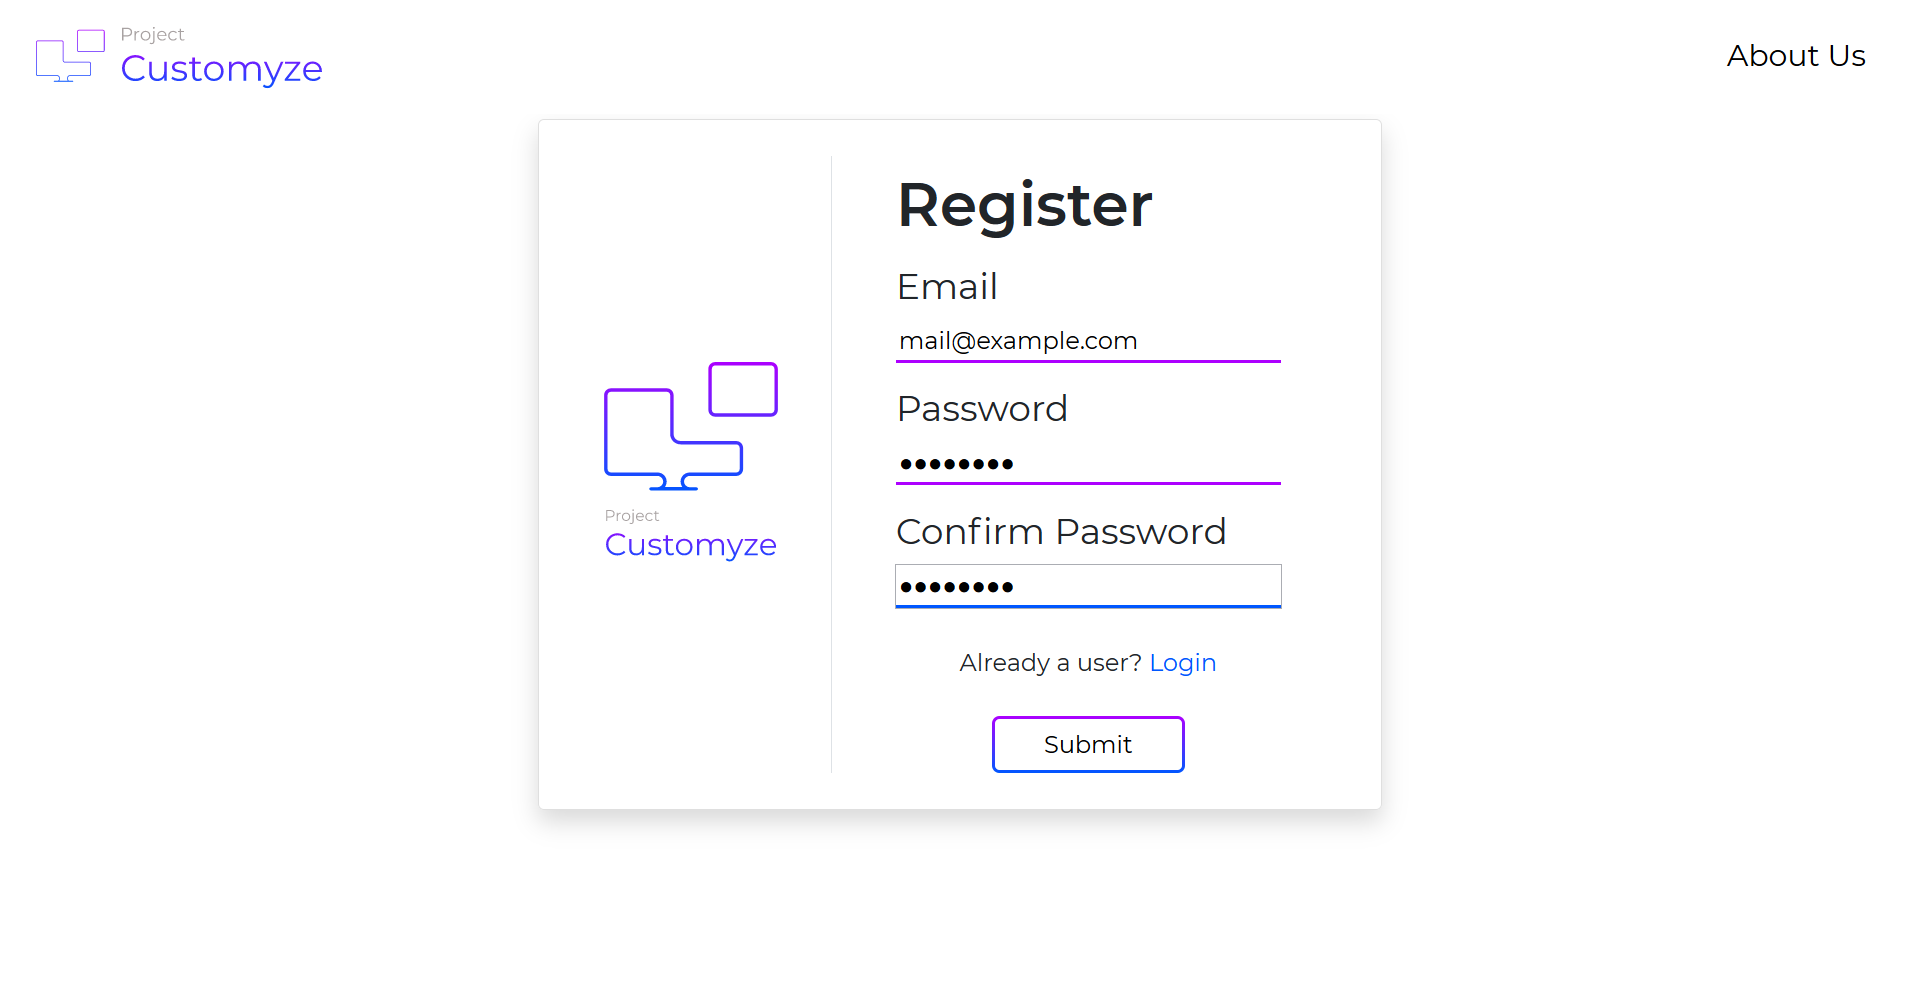 Project
Customyze
About Us
Register
Email
mail@example.com
Password
••••••••
Confirm Password
••••••••
Project
Customyze
Already a user? Login
Submit